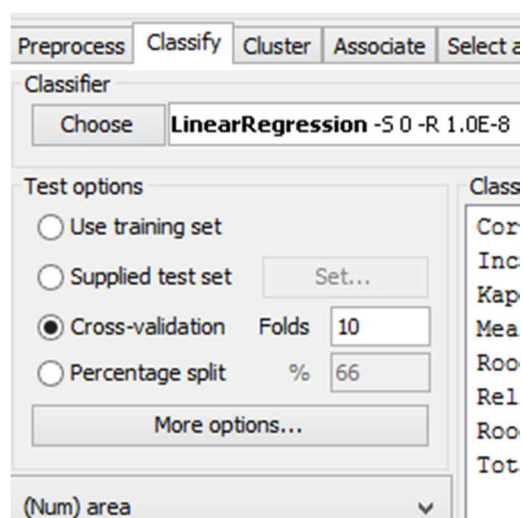 Preprocess Classify Cluster Associate Select a
Classifier
Choose LinearRegression -S 0 -R 1.0E-8
Test options
Use training set
Supplied test set Set...
Cross-validation Folds 10
Percentage split % 66
More options...
(Num) area
Class
Cor
Inc
Kap
Mea
Roo
Rel
Roo
Tot